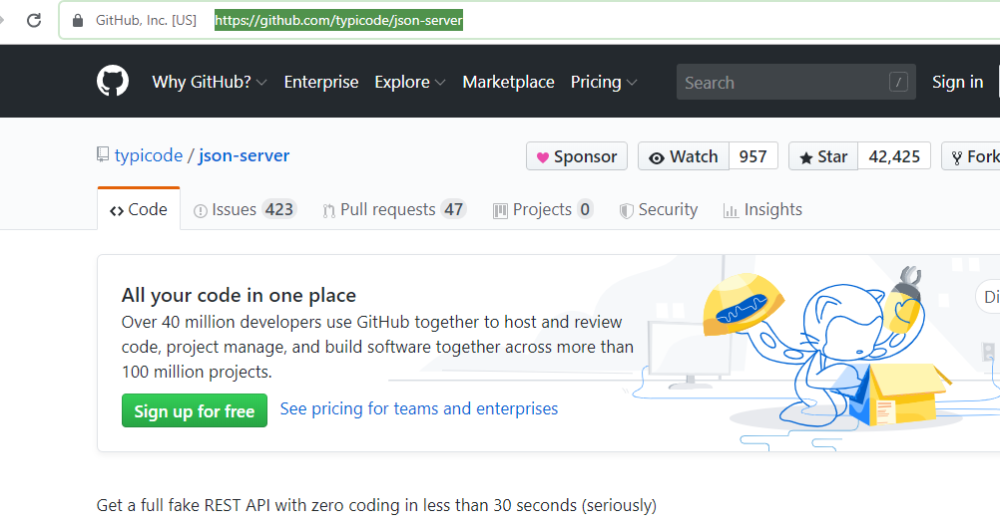 GitHub, Inc. [US] https://github.com/typicode/json-server
Why GitHub? Enterprise Explore Marketplace Pricing Search / Sign in
typicode / json-server Sponsor Watch 957 Star 42,425 Fork
Code Issues 423 Pull requests 47 Projects 0 Security Insights
All your code in one place
Over 40 million developers use GitHub together to host and review
code, project manage, and build software together across more than
100 million projects.
Sign up for free See pricing for teams and enterprises
Get a full fake REST API with zero coding in less than 30 seconds (seriously)